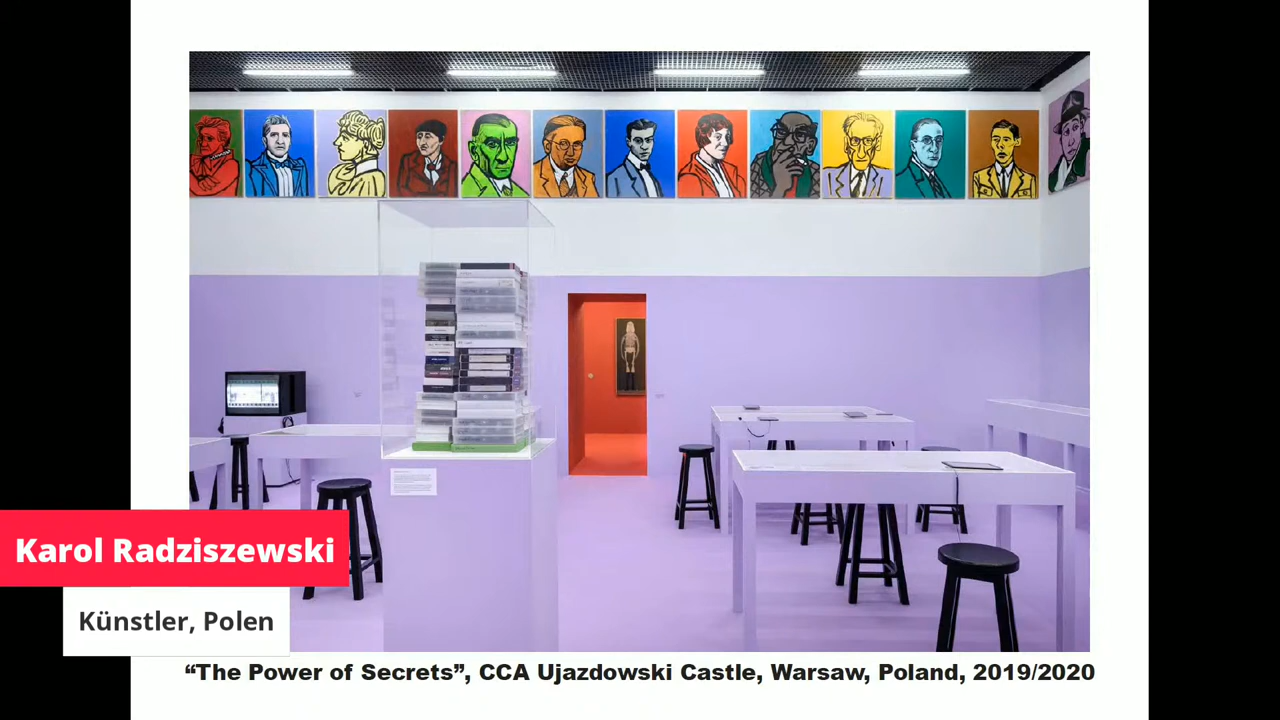 Karol Radziszewski
Künstler, Polen
“The Power of Secrets”, CCA Ujazdowski Castle, Warsaw, Poland, 2019/2020